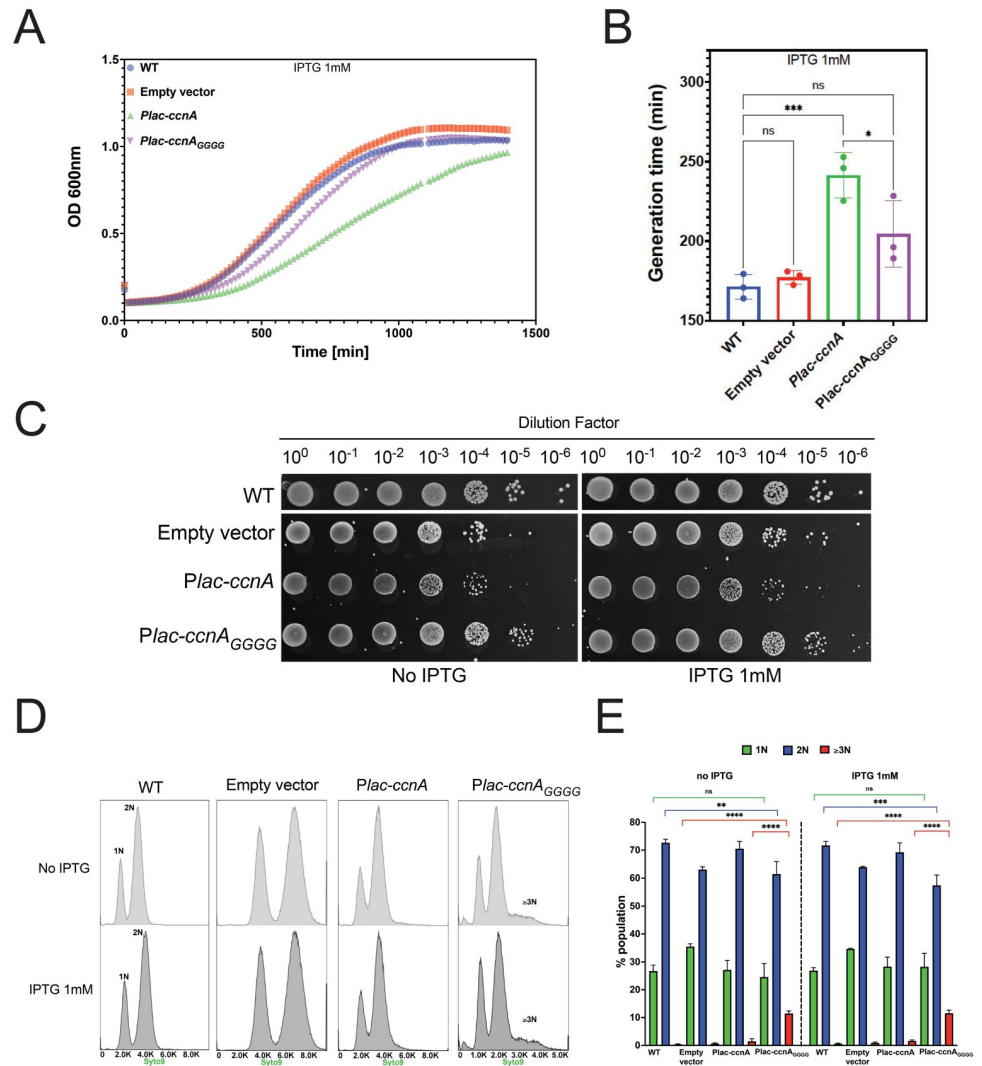 A
IPTG 1mM
WT
Empty vector
Plac-ccnA
Plac-ccnAGGGG
OD 600nm
1.5
1.0
0.5
0.0
0
500
1000
1500
Time [min]
B
IPTG 1mM
ns
***
ns
*
Generation time (min)
300
250
200
150
WT
Empty vector
Plac-ccnA
Plac-ccnAGGGG
C
Dilution Factor
10⁰ 10⁻¹ 10⁻² 10⁻³ 10⁻⁴ 10⁻⁵ 10⁻⁶ 10⁰ 10⁻¹ 10⁻² 10⁻³ 10⁻⁴ 10⁻⁵ 10⁻⁶
WT
Empty vector
Plac-ccnA
Plac-ccnAGGGG
No IPTG
IPTG 1mM
D
WT
Empty vector
Plac-ccnA
Plac-ccnAGGGG
No IPTG
1N
2N
≥3N
IPTG 1mM
1N
2N
≥3N
0 2.0K 4.0K 6.0K 8.0K
0 2.0K 4.0K 6.0K 8.0K 10.0K
0 2.0K 4.0K 6.0K 8.0K
0 2.0K 4.0K 6.0K 8.0K 10.0K
Syto9
Syto9
Syto9
Syto9
E
1N 2N ≥3N
no IPTG
IPTG 1mM
ns
**
****
****
ns
***
****
****
% population
80
70
60
50
40
30
20
10
0
WT
Empty vector
Plac-ccnA
Plac-ccnAGGGG
WT
Empty vector
Plac-ccnA
Plac-ccnAGGGG